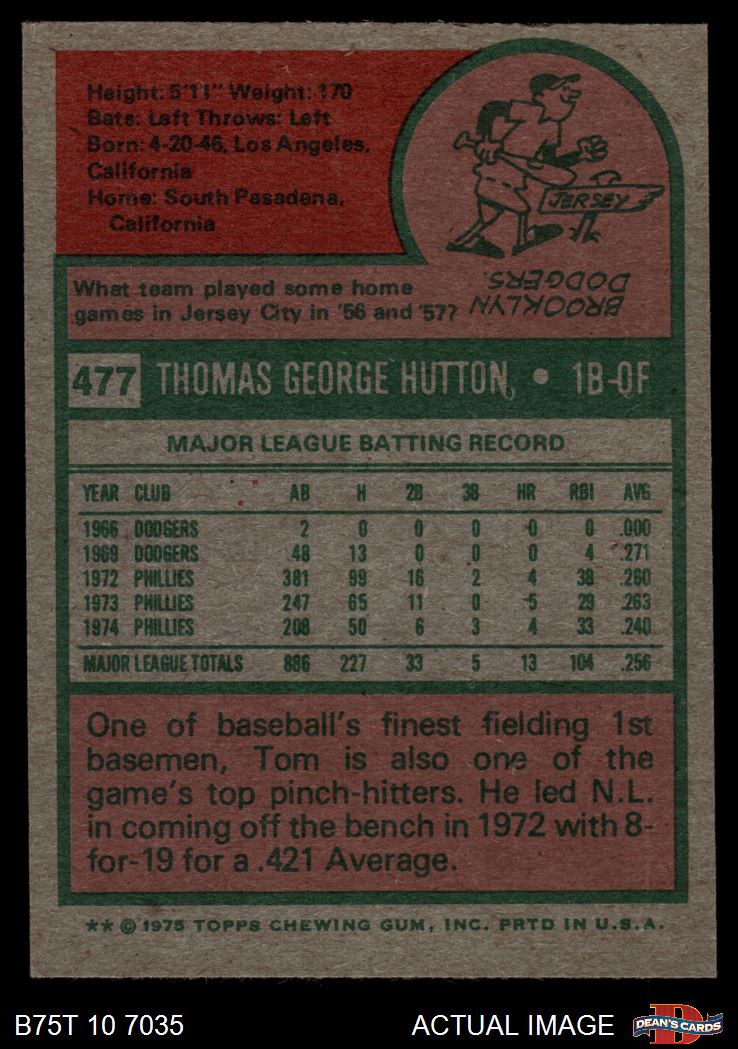 Height: 5'11" Weight: 170
Bats: Left Throws: Left
Born: 4-20-46, Los Angeles,
California
Home: South Pasadena,
California
JERSEY
What team played some home
games in Jersey City in '56 and '57?
BROOKLYN
DODGERS.
477 THOMAS GEORGE HUTTON, • 1B-OF
MAJOR LEAGUE BATTING RECORD
YEAR CLUB AB H 2B 3B HR RBI AVG
1966 DODGERS 2 0 0 0 0 0 .000
1969 DODGERS 48 13 0 0 0 4 .271
1972 PHILLIES 381 99 16 2 4 38 .260
1973 PHILLIES 247 65 11 0 5 29 .263
1974 PHILLIES 208 50 6 3 4 33 .240
MAJOR LEAGUE TOTALS 886 227 33 5 13 104 .256
One of baseball's finest fielding 1st
basemen, Tom is also one of the
game's top pinch-hitters. He led N.L.
in coming off the bench in 1972 with 8-
for-19 for a .421 Average.
** © 1975 TOPPS CHEWING GUM, INC. PRTD IN U.S.A.
B75T 10 7035 ACTUAL IMAGE
D
DEAN'S CARDS